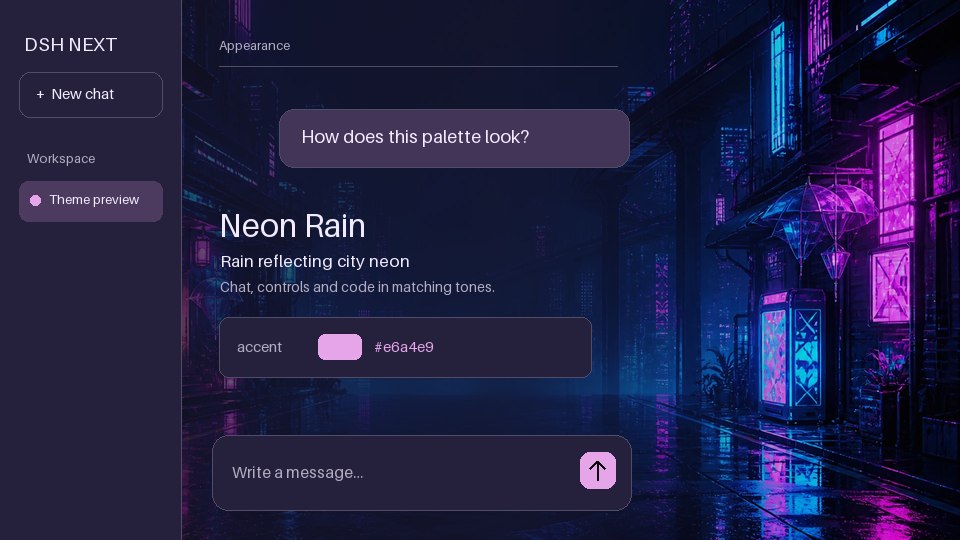 DSH NEXT
+ New chat
Workspace
Theme preview
Appearance
How does this palette look?
Neon Rain
Rain reflecting city neon
Chat, controls and code in matching tones.
accent #e6a4e9
Write a message...